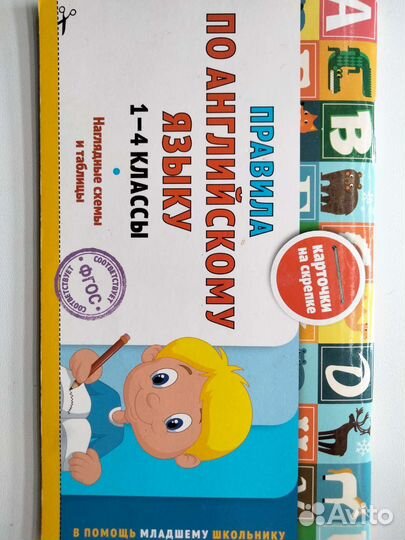 ПРАВИЛА
ПО АНГЛИЙСКОМУ
ЯЗЫКУ
1–4 КЛАССЫ
Наглядные схемы
и таблицы
карточки
на скрепке
СООТВЕТСТВУЕТ
ФГОС
СООТВЕТСТВУЕТ
В ПОМОЩЬ МЛАДШЕМУ ШКОЛЬНИКУ
A
B
D
Avito